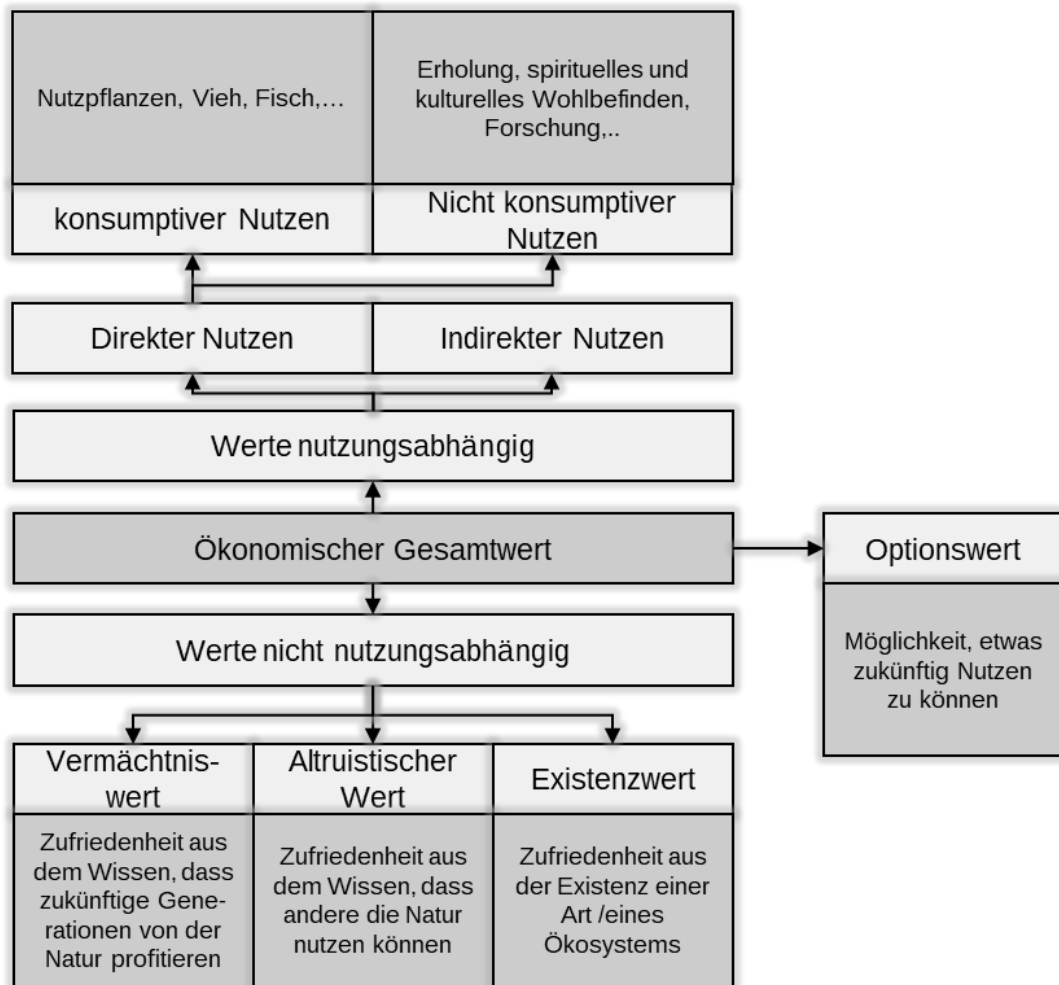 Nutzpflanzen, Vieh, Fisch,…
Erholung, spirituelles und
kulturelles Wohlbefinden,
Forschung,..
konsumptiver Nutzen
Nicht konsumptiver
Nutzen
Direkter Nutzen
Indirekter Nutzen
Werte nutzungsabhängig
Ökonomischer Gesamtwert
Optionswert
Möglichkeit, etwas
zukünftig Nutzen
zu können
Werte nicht nutzungsabhängig
Vermächtnis-
wert
Altruistischer
Wert
Existenzwert
Zufriedenheit aus
dem Wissen, dass
zukünftige Gene-
rationen von der
Natur profitieren
Zufriedenheit aus
dem Wissen, dass
andere die Natur
nutzen können
Zufriedenheit aus
der Existenz einer
Art /eines
Ökosystems